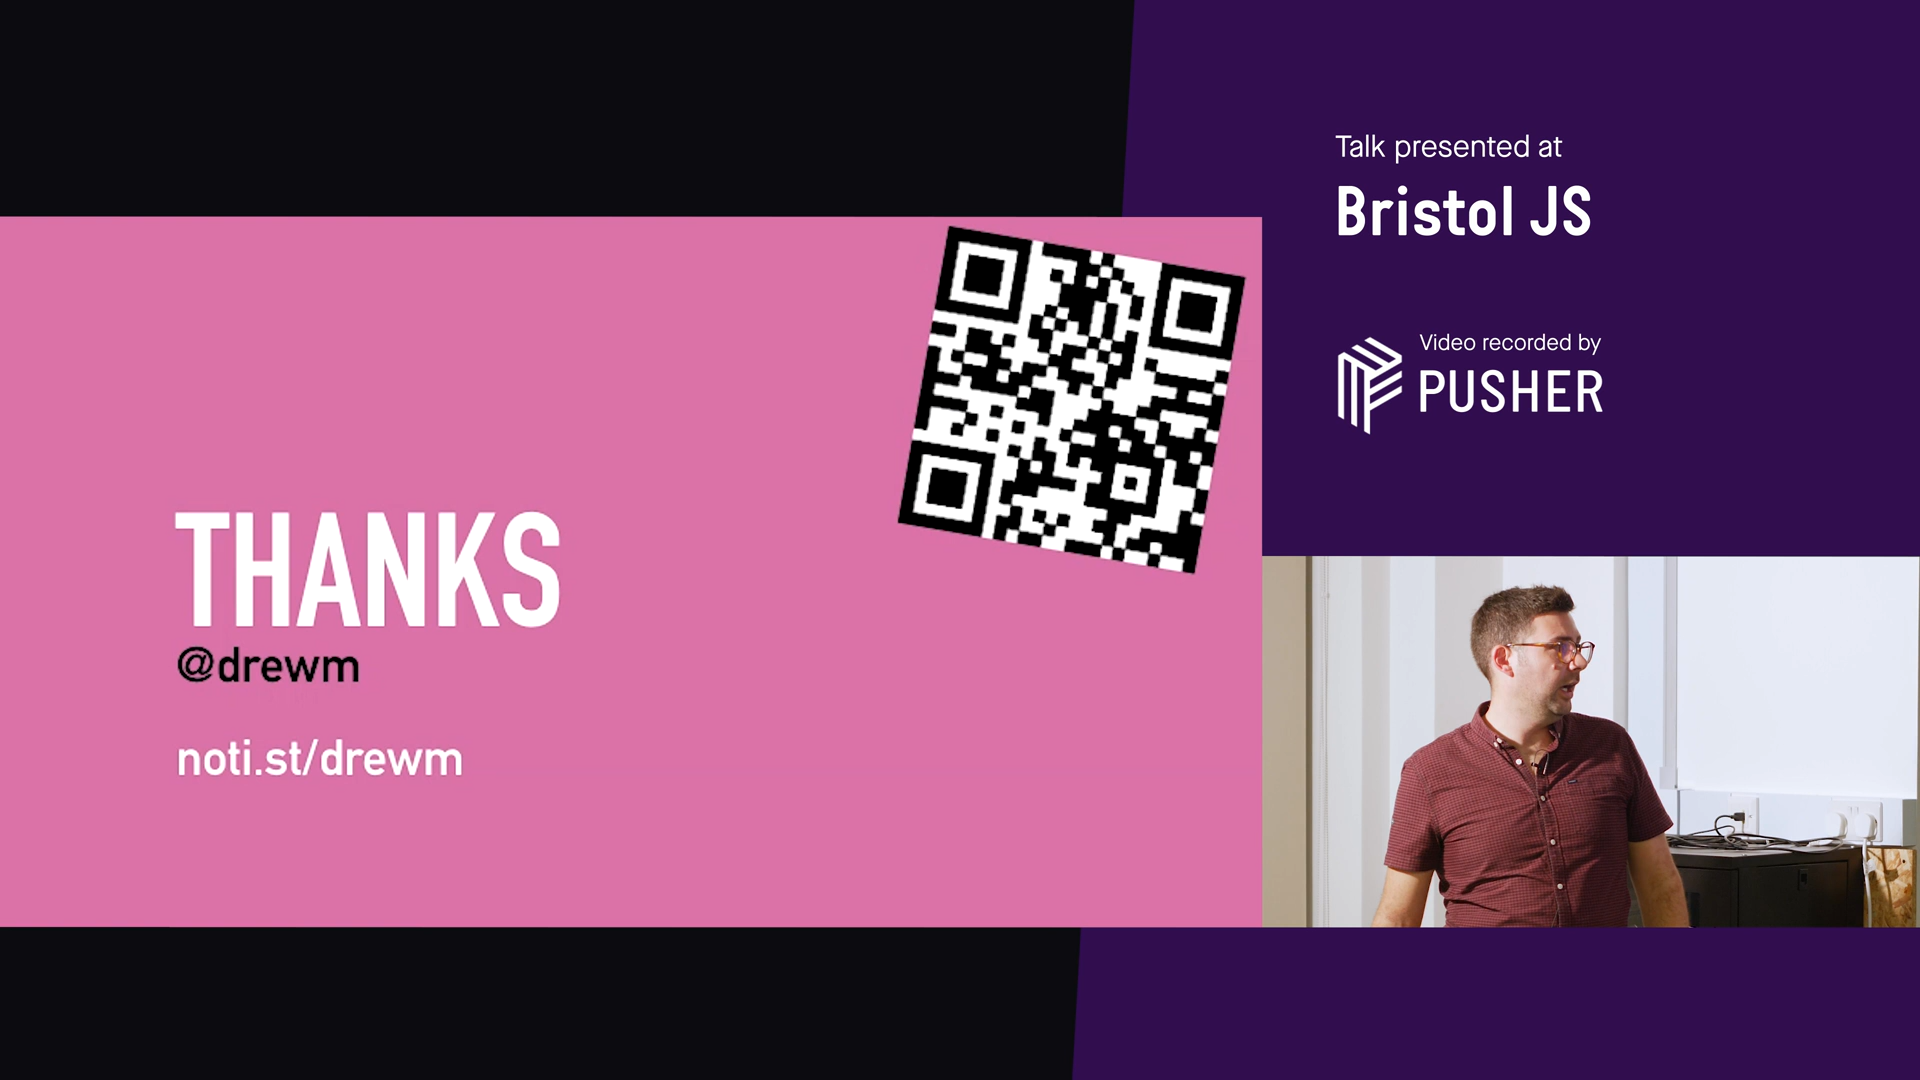 Talk presented at
Bristol JS
Video recorded by
PUSHER
THANKS
@drewm
noti.st/drewm